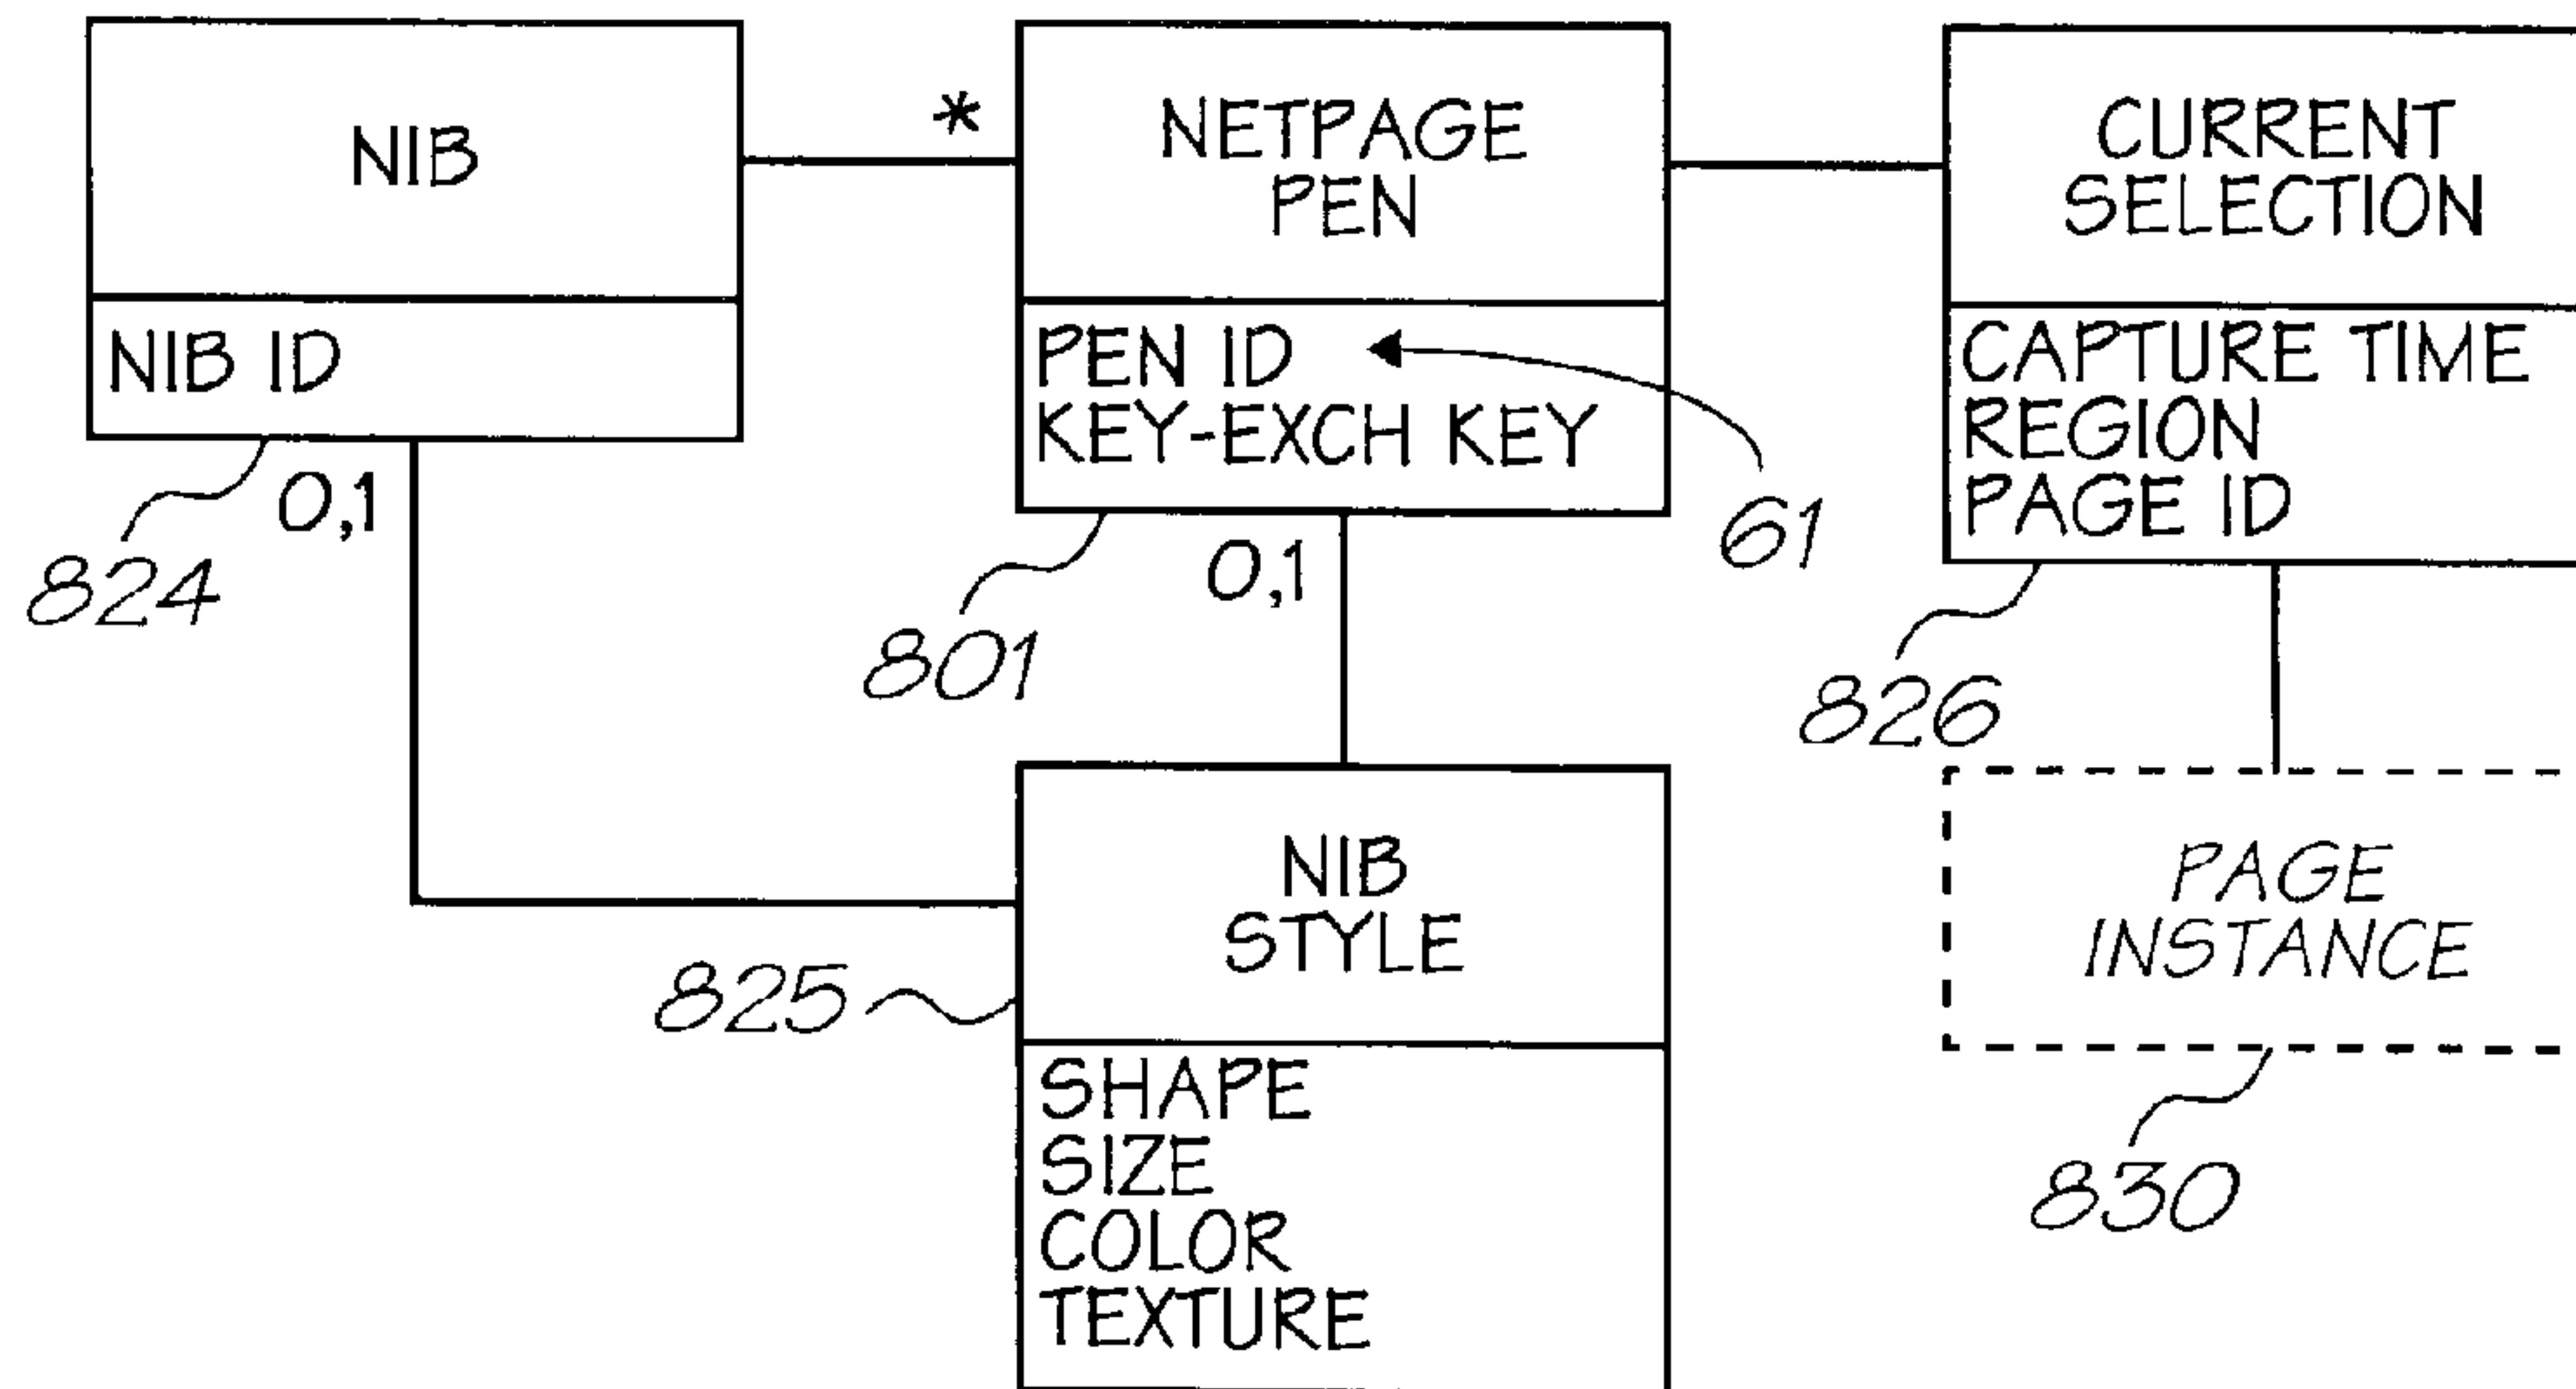 NIB
NIB ID
824
0,1
*
NETPAGE
PEN
PEN ID
KEY-EXCH KEY
61
801
0,1
CURRENT
SELECTION
CAPTURE TIME
REGION
PAGE ID
826
NIB
STYLE
825
SHAPE
SIZE
COLOR
TEXTURE
PAGE
INSTANCE
830